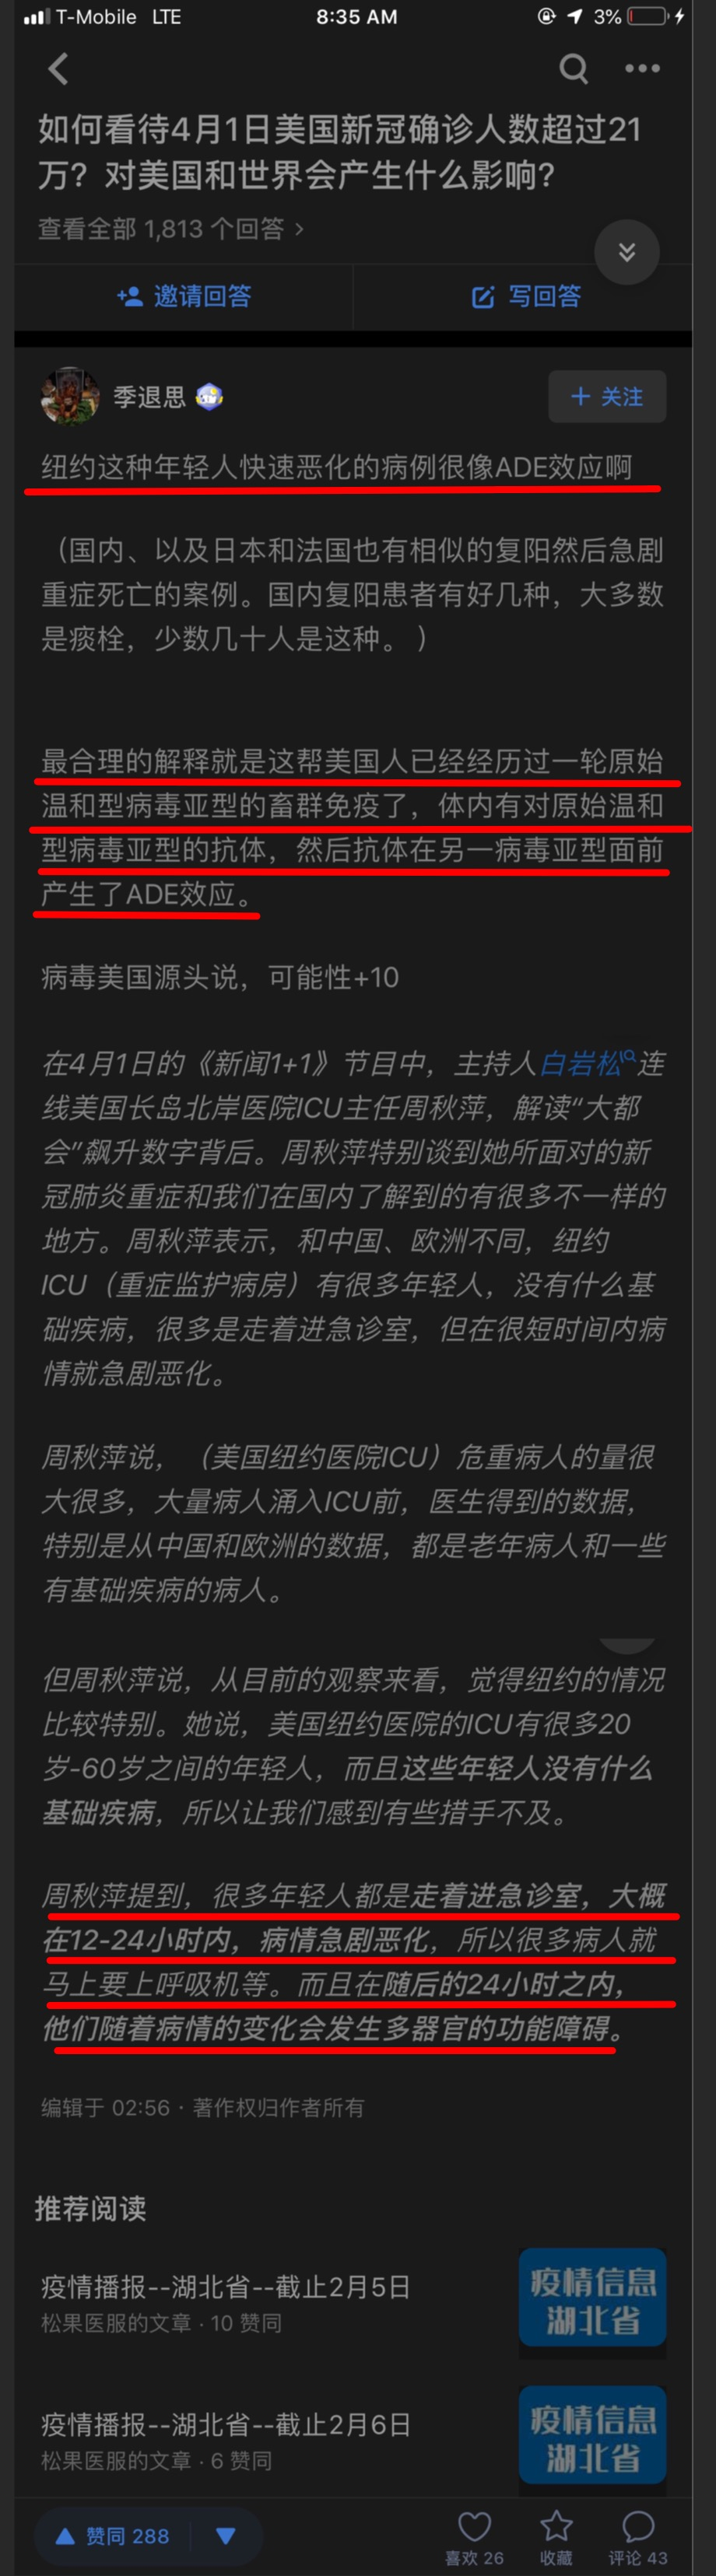 T-Mobile LTE 8:35 AM 3%
如何看待4月1日美国新冠确诊人数超过21
万？对美国和世界会产生什么影响?
查看全部 1,813 个回答 >
邀请回答 写回答
季退思 + 关注
纽约这种年轻人快速恶化的病例很像ADE效应啊
（国内、以及日本和法国也有相似的复阳然后急剧
重症死亡的案例。国内复阳患者有好几种，大多数
是痰栓，少数几十人是这种。）
最合理的解释就是这帮美国人已经经历过一轮原始
温和型病毒亚型的畜群免疫了，体内有对原始温和
型病毒亚型的抗体，然后抗体在另一病毒亚型面前
产生了ADE效应。
病毒美国源头说，可能性+10
在4月1日的《新闻1+1》节目中，主持人白岩松连
线美国长岛北岸医院ICU主任周秋萍，解读“大都
会”飙升数字背后。周秋萍特别谈到她所面对的新
冠肺炎重症和我们在国内了解到的有很多不一样的
地方。周秋萍表示，和中国、欧洲不同，纽约
ICU（重症监护病房）有很多年轻人，没有什么基
础疾病，很多是走着进急诊室，但在很短时间内病
情就急剧恶化。
周秋萍说，（美国纽约医院ICU）危重病人的量很
大很多，大量病人涌入ICU前，医生得到的数据，
特别是从中国和欧洲的数据，都是老年病人和一些
有基础疾病的病人。
但周秋萍说，从目前的观察来看，觉得纽约的情况
比较特别。她说，美国纽约医院的ICU有很多20
岁-60岁之间的年轻人，而且这些年轻人没有什么
基础疾病，所以让我们感到有些措手不及。
周秋萍提到，很多年轻人都是走着进急诊室，大概
在12-24小时内，病情急剧恶化，所以很多病人就
马上要上呼吸机等。而且在随后的24小时之内，
他们随着病情的变化会发生多器官的功能障碍。
编辑于 02:56 · 著作权归作者所有
推荐阅读
疫情播报--湖北省--截止2月5日
松果医服的文章 · 10 赞同
疫情信息
湖北省
疫情播报--湖北省--截止2月6日
松果医服的文章 · 6 赞同
疫情信息
湖北省
赞同 288 喜欢 26 收藏 评论 43